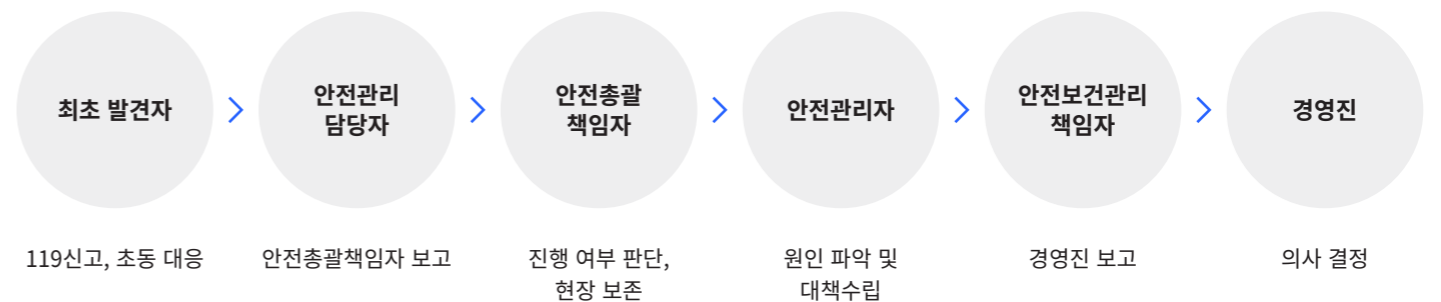 최초 발견자
안전관리
담당자
안전총괄
책임자
안전관리자
안전보건관리
책임자
경영진
119신고, 초동 대응
안전총괄책임자 보고
진행 여부 판단,
현장 보존
원인 파악 및
대책수립
경영진 보고
의사 결정